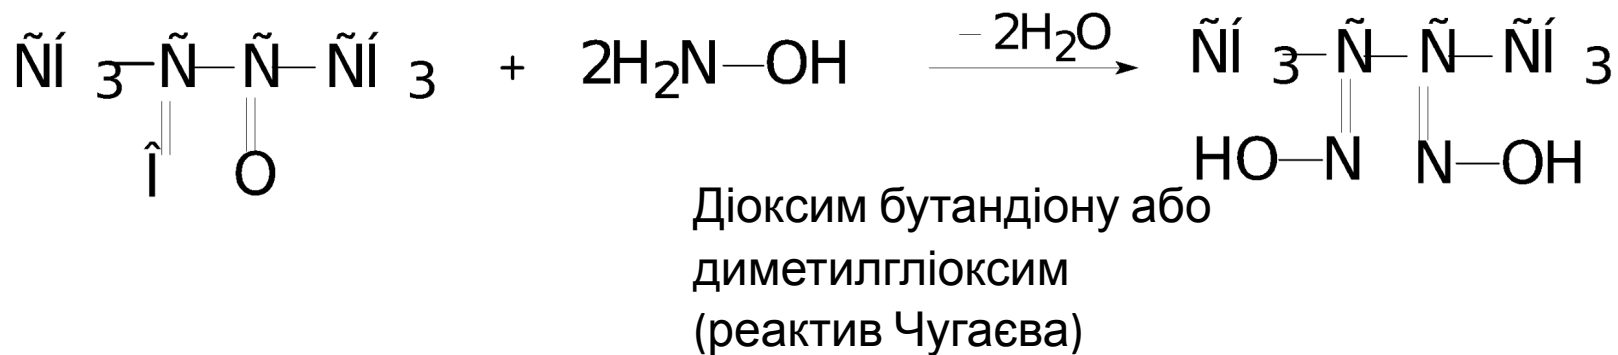 ÑÍ 3 — Ñ — Ñ — ÑÍ 3 + 2H₂N—OH – 2H₂O ÑÍ 3 — Ñ — Ñ — ÑÍ 3
Î O HO—N N—OH
Діоксим бутандіону або
диметилгліоксим
(реактив Чугаєва)